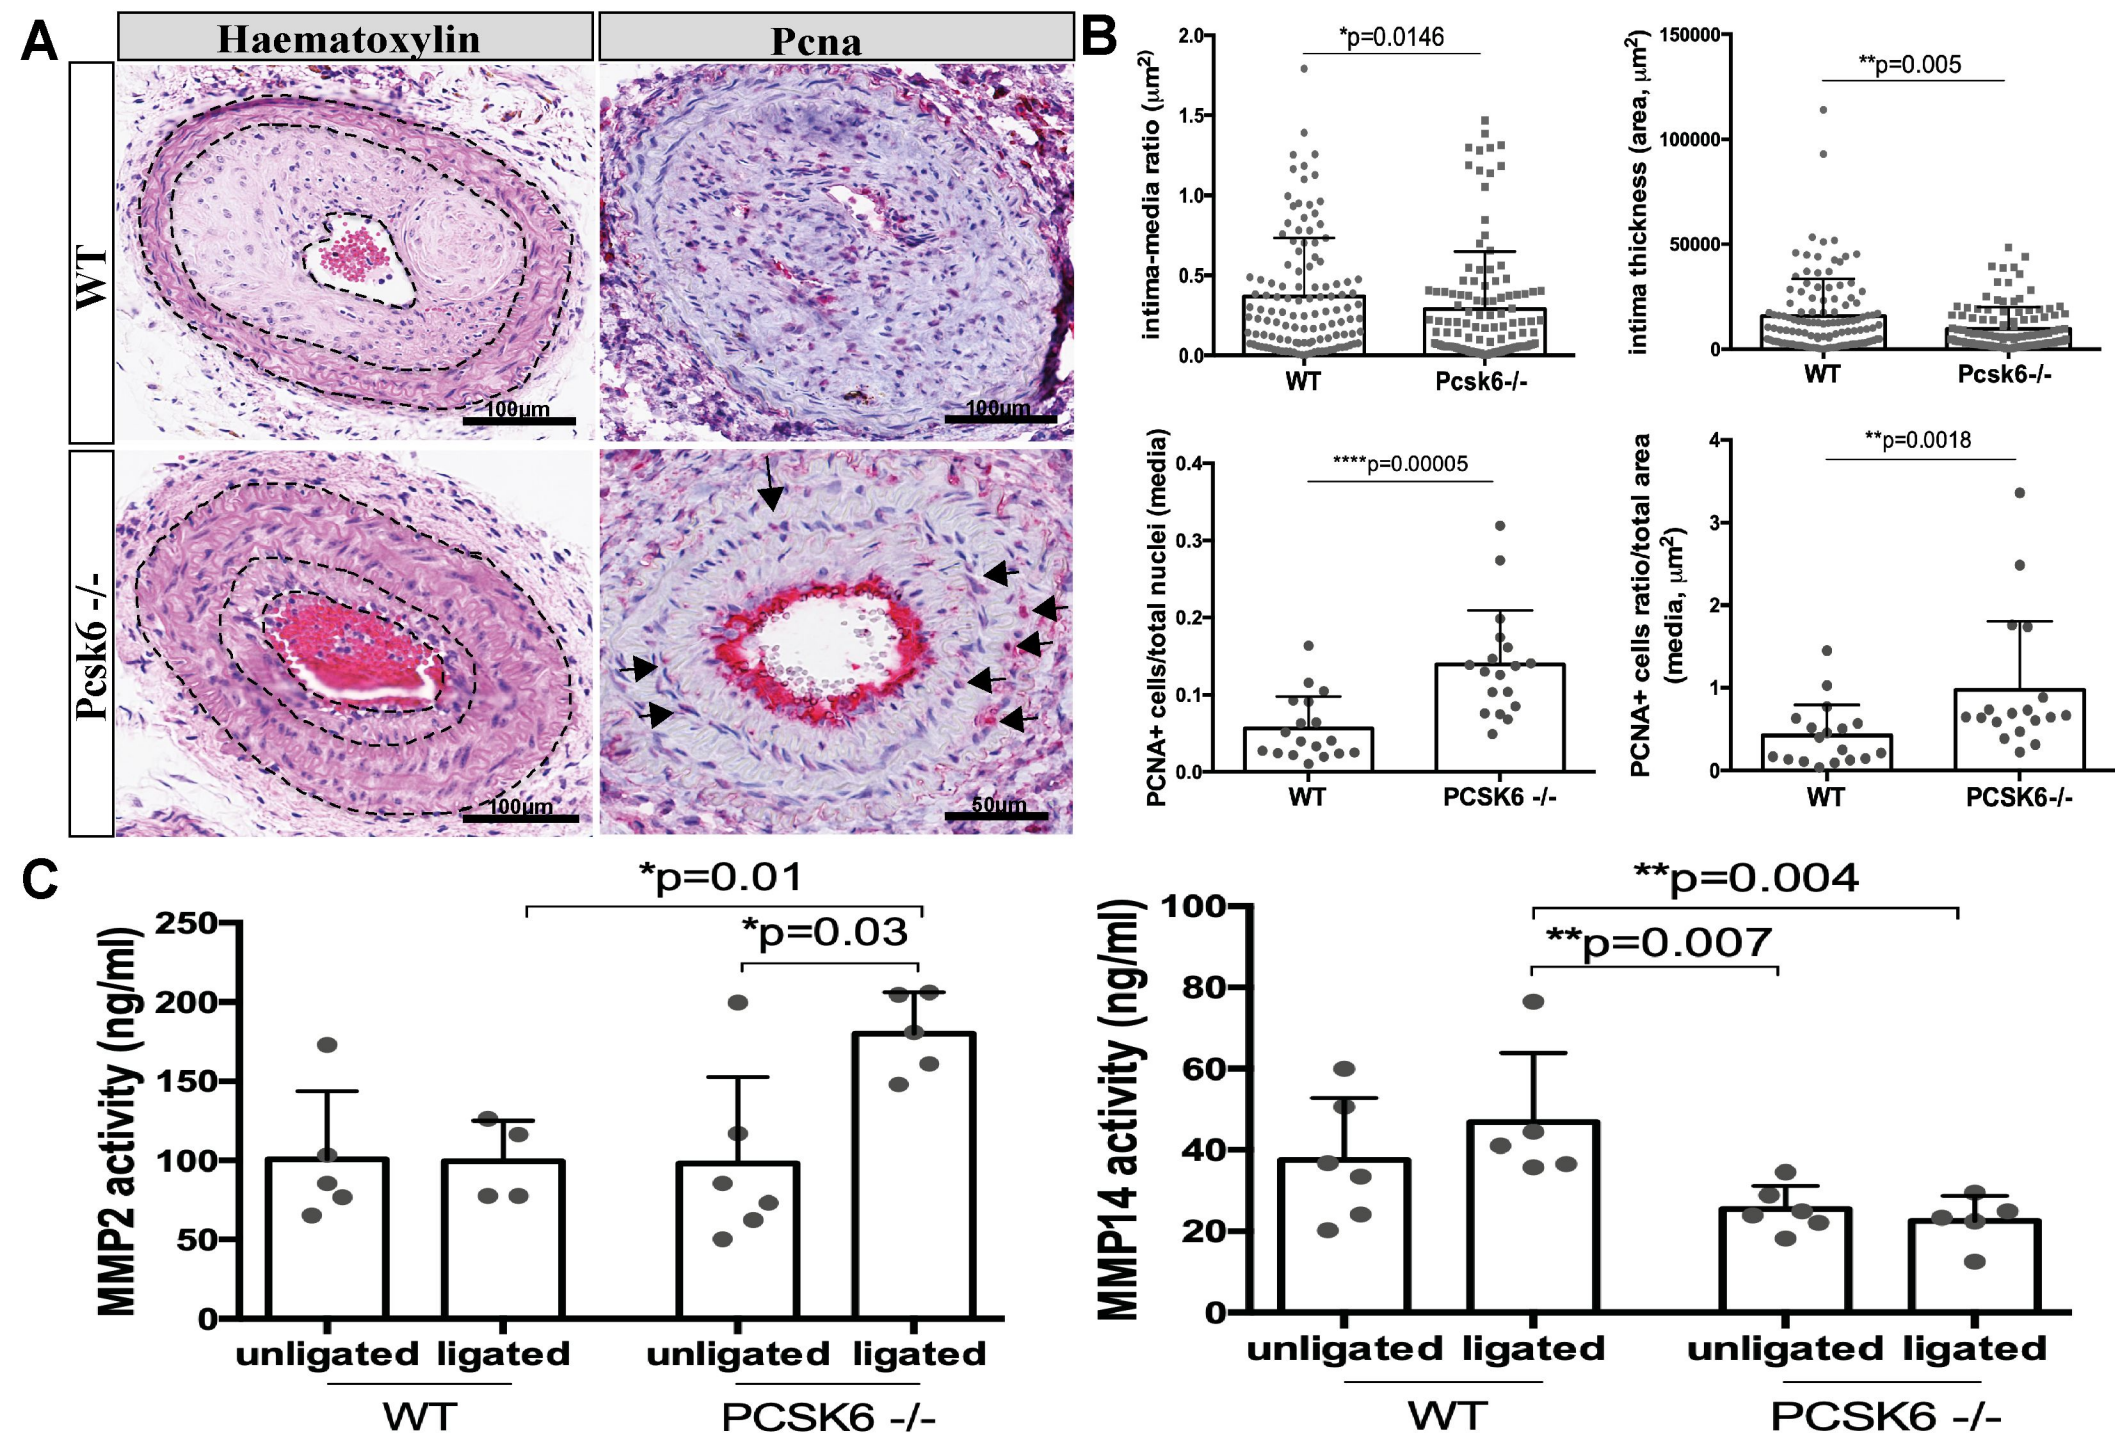 A
Haematoxylin
Pcna
WT
100µm
100µm
Pcsk6 -/-
100µm
50µm
B
intima-media ratio (µm²)
2.0
1.5
1.0
0.5
0.0
*p=0.0146
WT
Pcsk6-/-
intima thickness (area, µm²)
150000
100000
50000
0
**p=0.005
WT
Pcsk6-/-
PCNA+ cells/total nuclei (media)
0.4
0.3
0.2
0.1
0.0
****p=0.00005
WT
PCSK6 -/-
PCNA+ cells ratio/total area
(media, µm²)
4
3
2
1
0
**p=0.0018
WT
PCSK6-/-
C
MMP2 activity (ng/ml)
250
200
150
100
50
0
*p=0.01
*p=0.03
unligated
ligated
unligated
ligated
WT
PCSK6 -/-
MMP14 activity (ng/ml)
100
80
60
40
20
0
**p=0.004
**p=0.007
unligated
ligated
unligated
ligated
WT
PCSK6 -/-